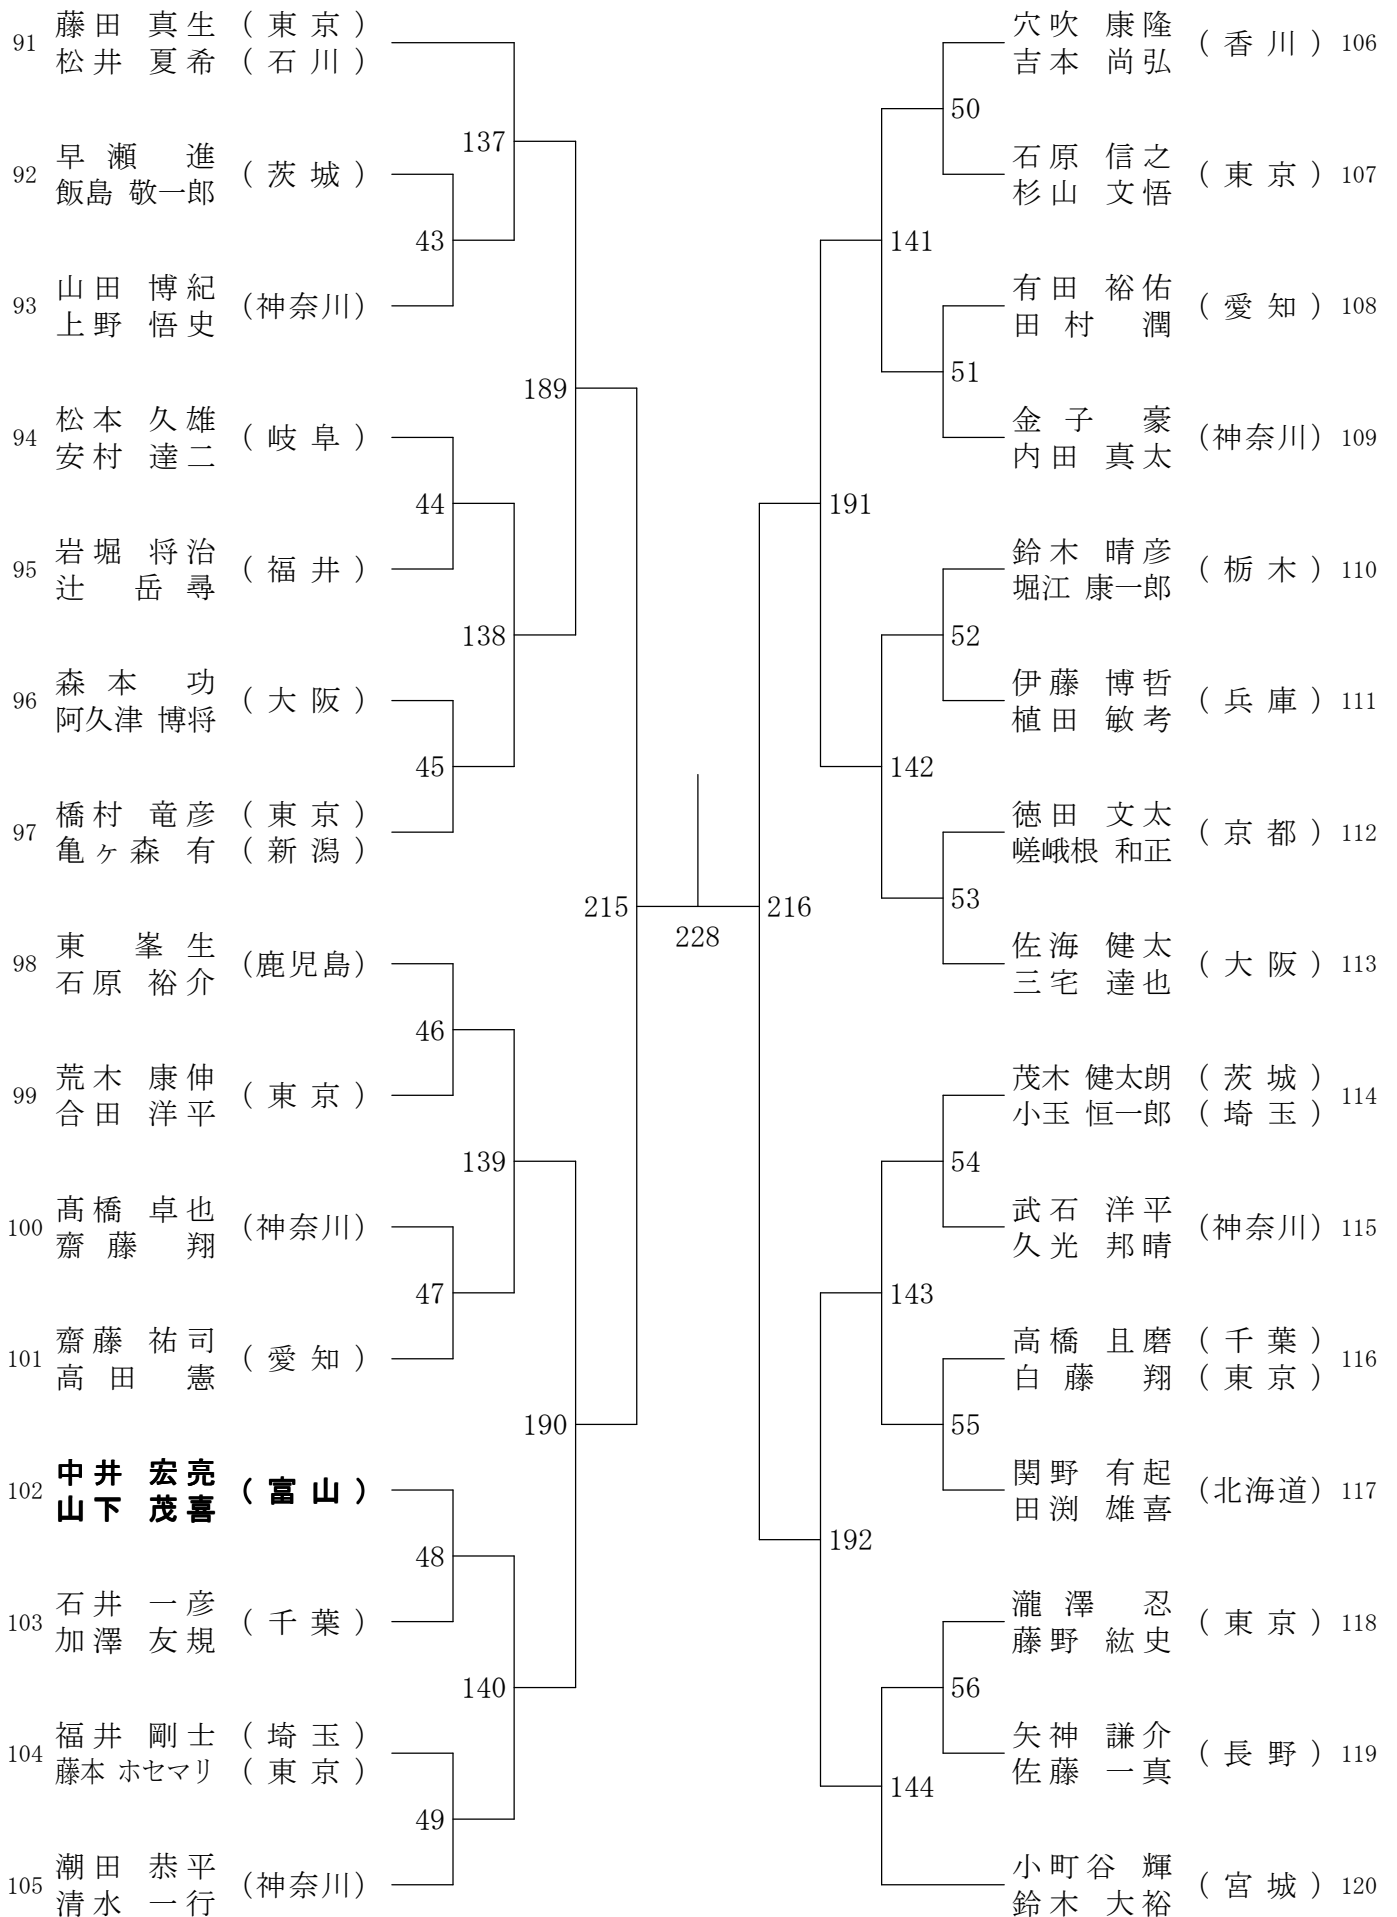 91 藤田 真生 (東京)
松井 夏希 (石川)
137
92 早瀬 進 (茨城)
飯島 敬一郎
43
93 山田 博紀 (神奈川)
上野 悟史
189
94 松本 久雄 (岐阜)
安村 達二
44
95 岩堀 将治 (福井)
辻 岳尋
138
96 森本 功 (大阪)
阿久津 博将
45
97 橋村 竜彦 (東京)
亀ヶ森 有 (新潟)
215
98 東 峯生 (鹿児島)
石原 裕介
46
99 荒木 康伸 (東京)
合田 洋平
139
100 髙橋 卓也 (神奈川)
齋藤 翔
47
101 齋藤 祐司 (愛知)
高田 憲
190
102 中井 宏亮 (富山)
山下 茂喜
48
103 石井 一彦 (千葉)
加澤 友規
140
104 福井 剛士 (埼玉)
藤本 ホセマリ (東京)
49
105 潮田 恭平 (神奈川)
清水 一行
228
穴吹 康隆 (香川) 106
吉本 尚弘
50
石原 信之 (東京) 107
杉山 文悟
141
有田 裕佑 (愛知) 108
田村 潤
51
金子 豪 (神奈川) 109
内田 真太
191
鈴木 晴彦 (栃木) 110
堀江 康一郎
52
伊藤 博哲 (兵庫) 111
植田 敏考
142
徳田 文太 (京都) 112
嵯峨根 和正
53
佐海 健太 (大阪) 113
三宅 達也
216
茂木 健太朗 (茨城) 114
小玉 恒一郎 (埼玉)
54
武石 洋平 (神奈川) 115
久光 邦晴
143
高橋 且磨 (千葉) 116
白藤 翔 (東京)
55
関野 有起 (北海道) 117
田渕 雄喜
192
瀧澤 忍 (東京) 118
藤野 紘史
56
矢神 謙介 (長野) 119
佐藤 一真
144
小町谷 輝 (宮城) 120
鈴木 大裕